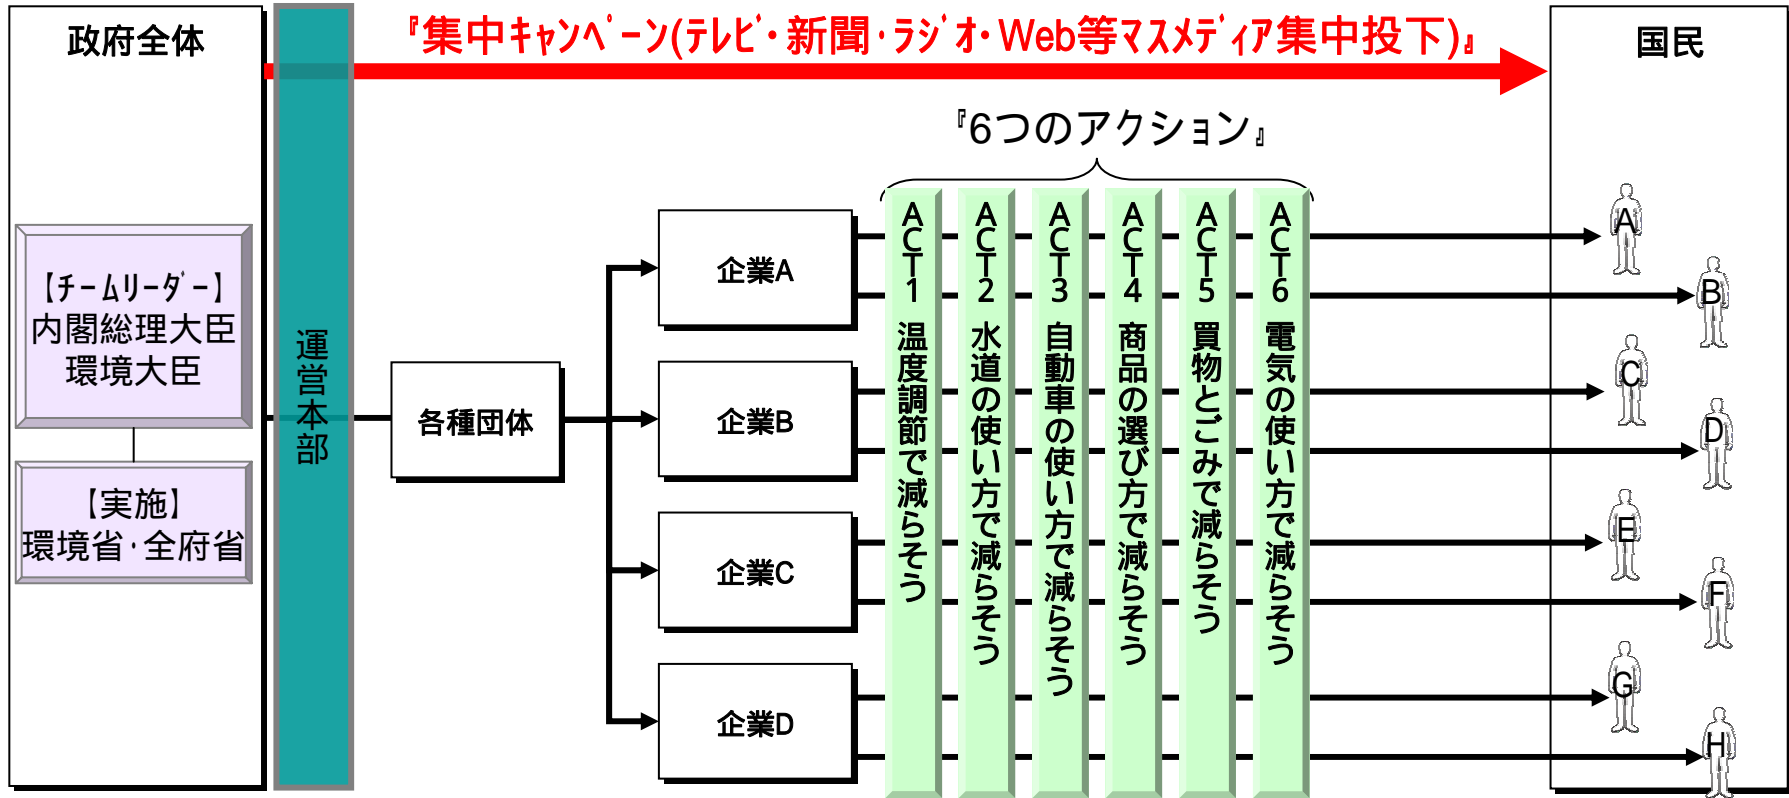 政府全体
『集中ｷｬﾝﾍﾟｰﾝ(ﾃﾚﾋﾞ･新聞･ﾗｼﾞｵ･Web等ﾏｽﾒﾃﾞｨｱ集中投下)』
国民
『6つのアクション』
【ﾁｰﾑﾘｰﾀﾞｰ】
内閣総理大臣
環境大臣
【実施】
環境省･全府省
運営本部
各種団体
企業A
企業B
企業C
企業D
ACT1 温度調節で減らそう
ACT2 水道の使い方で減らそう
ACT3 自動車の使い方で減らそう
ACT4 商品の選び方で減らそう
ACT5 買物とごみで減らそう
ACT6 電気の使い方で減らそう
A
B
C
D
E
F
G
H